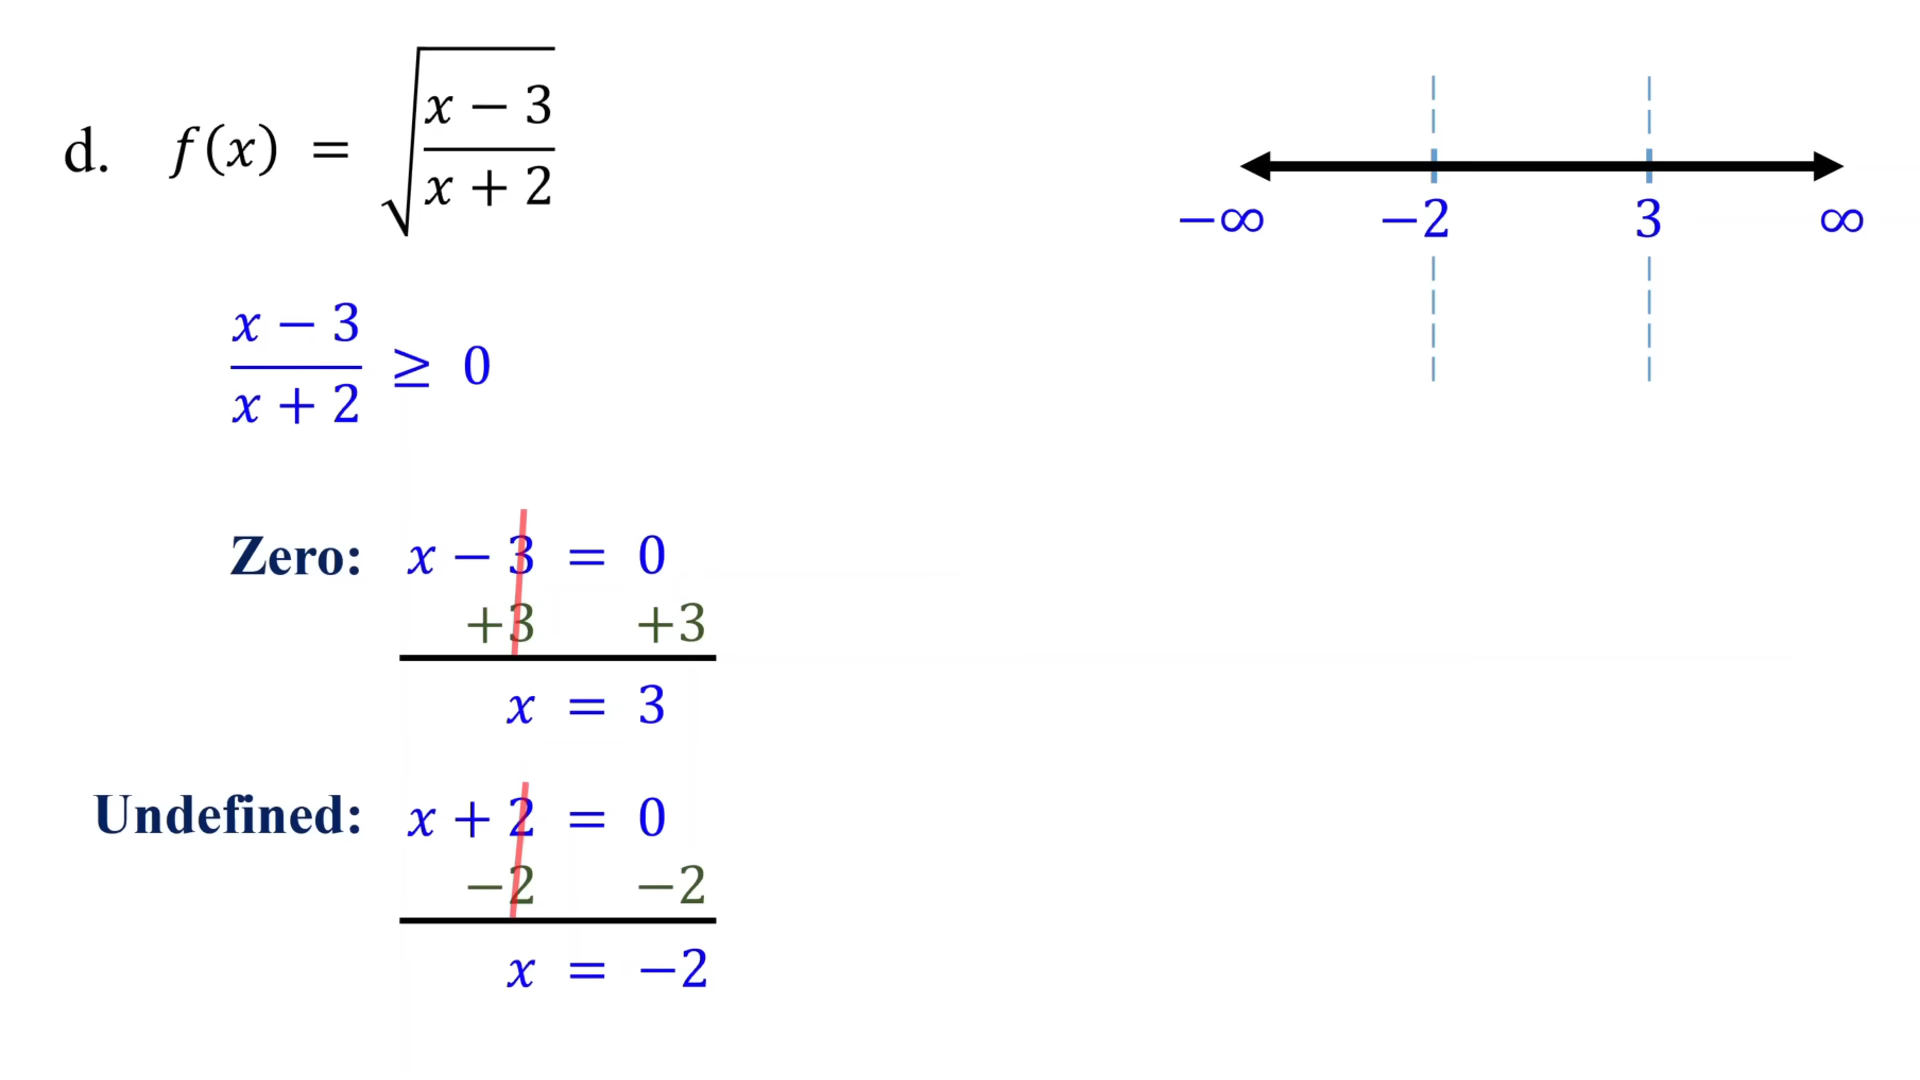 d. f(x) = √((x − 3)/(x + 2))
−∞ −2 3 ∞
(x − 3)/(x + 2) ≥ 0
Zero: x − 3 = 0
+3 +3
x = 3
Undefined: x + 2 = 0
−2 −2
x = −2